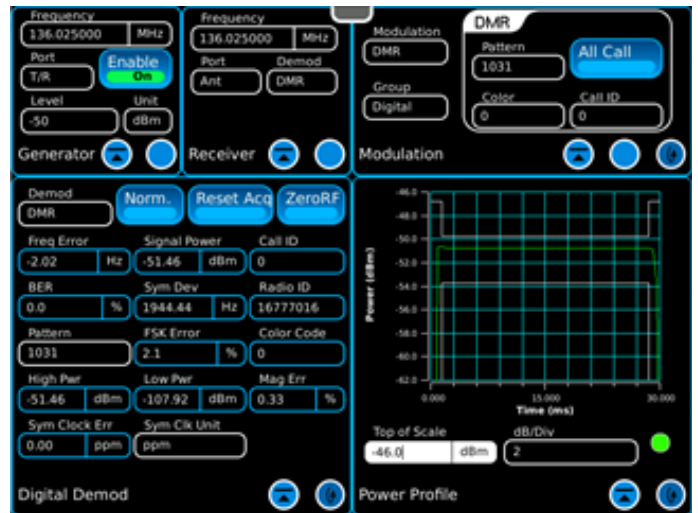 Frequency
136.025000 MHz
Port
T/R
Enable
On
Level
Unit
-50
dBm
Generator
Frequency
136.025000 MHz
Port
Demod
Ant
DMR
Receiver
Modulation
DMR
Group
Digital
DMR
Pattern
1031
All Call
Color
Call ID
0
0
Modulation
Demod
DMR
Norm.
Reset Acq
ZeroRF
Freq Error
Signal Power
Call ID
-2.02 Hz
-51.46 dBm
0
BER
Sym Dev
Radio ID
0.0 %
1944.44 Hz
16777016
Pattern
FSK Error
Color Code
1031
2.1 %
0
High Pwr
Low Pwr
Mag Err
-51.46 dBm
-107.92 dBm
0.33 %
Sym Clock Err
Sym Clk Unit
0.00 ppm
ppm
Digital Demod
Power (dBm)
-46.0
-48.0
-50.0
-52.0
-54.0
-56.0
-58.0
-60.0
-62.0
0.000
15.000
30.000
Time (ms)
Top of Scale
dB/Div
-46.0 dBm
2
Power Profile